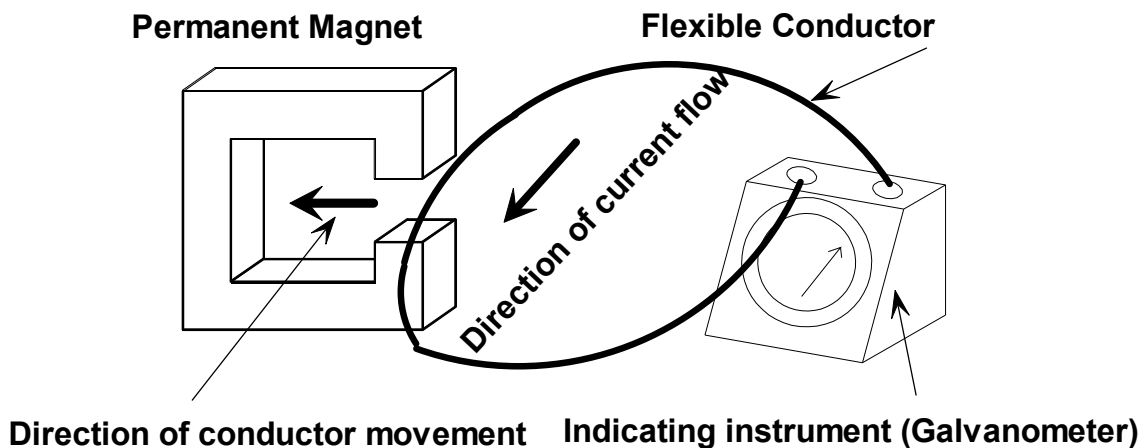 Permanent Magnet
Flexible Conductor
Direction of current flow
Direction of conductor movement
Indicating instrument (Galvanometer)